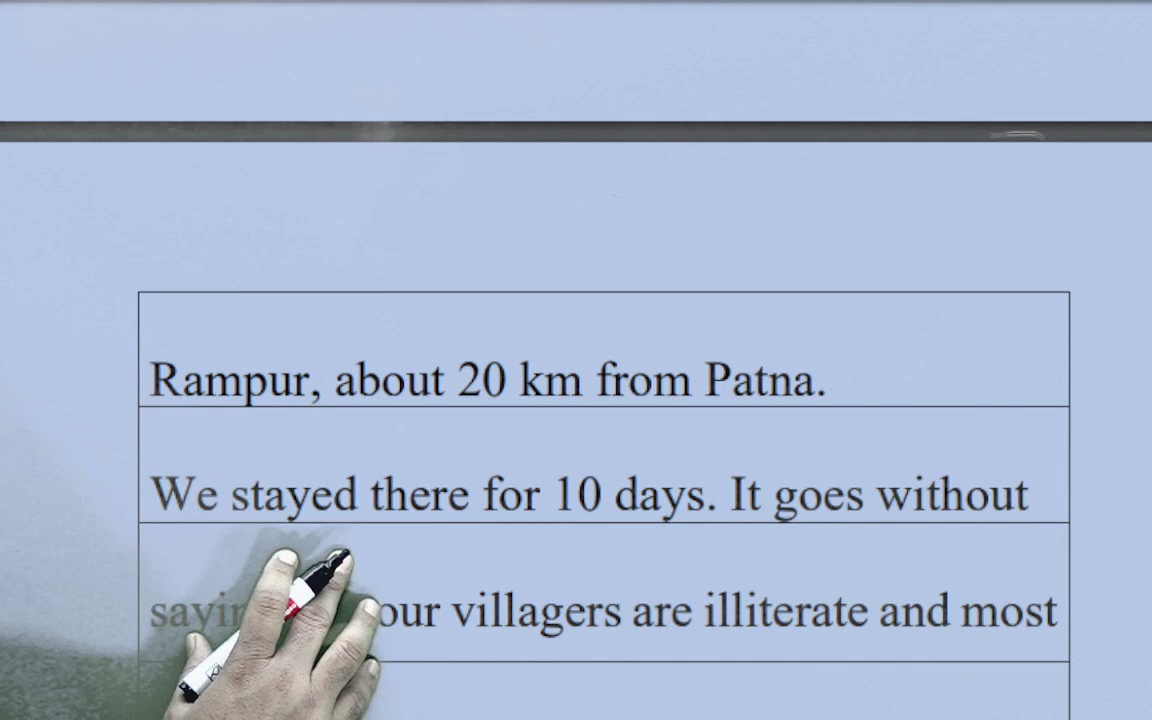 Rampur, about 20 km from Patna.
We stayed there for 10 days. It goes without
our villagers are illiterate and most